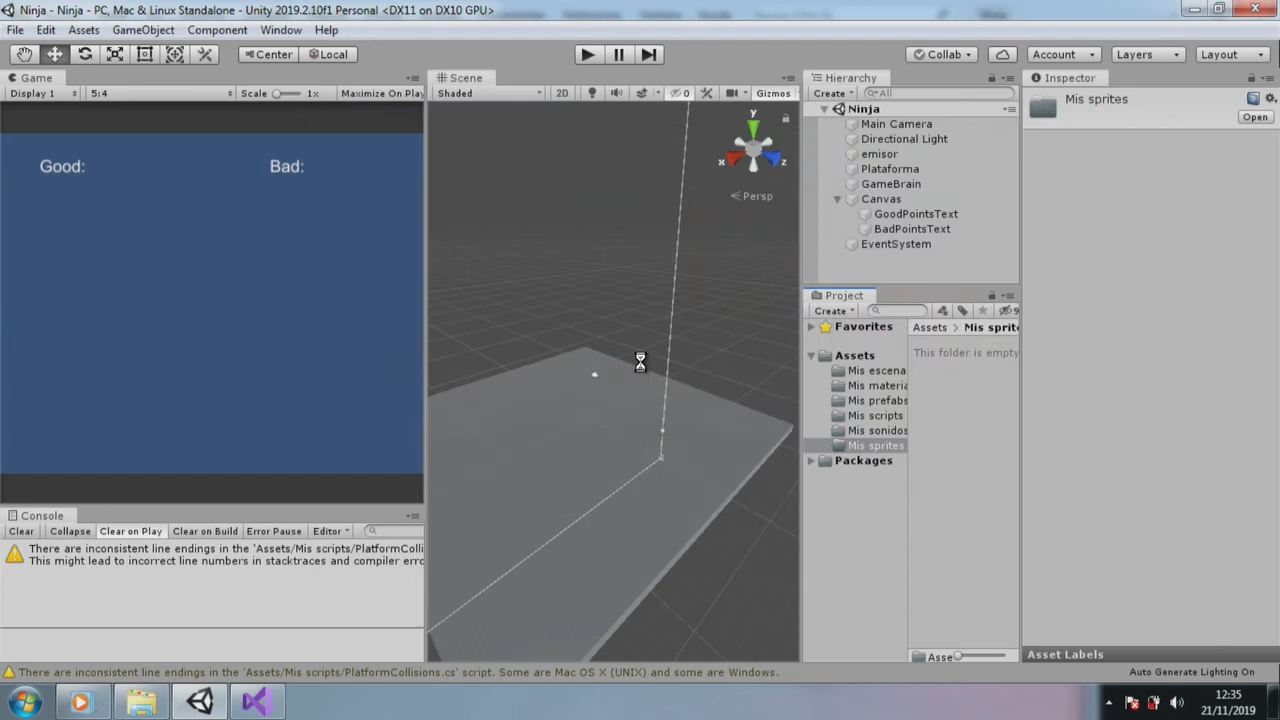 Ninja - Ninja - PC, Mac & Linux Standalone - Unity 2019.2.10f1 Personal <DX11 on DX10 GPU>
File Edit Assets GameObject Component Window Help
Center Local Collab Account Layers Layout
Game Scene Hierarchy Inspector
Display 1 5:4 Scale 1x Maximize On Play Shaded 2D 0 Gizmos Create All
Mis sprites
Open
Good: Bad:
y
x
z
Persp
Ninja
Main Camera
Directional Light
emisor
Plataforma
GameBrain
Canvas
GoodPointsText
BadPointsText
EventSystem
Project
Create 9
Favorites Assets > Mis sprite
This folder is empty
Assets
Mis escena
Mis materia
Mis prefabs
Mis scripts
Mis sonidos
Mis sprites
Packages
Console
Clear Collapse Clear on Play Clear on Build Error Pause Editor
There are inconsistent line endings in the 'Assets/Mis scripts/PlatformCollisi
This might lead to incorrect line numbers in stacktraces and compiler erro
Asse Asset Labels
There are inconsistent line endings in the 'Assets/Mis scripts/PlatformCollisions.cs' script. Some are Mac OS X (UNIX) and some are Windows. Auto Generate Lighting On
12:35
21/11/2019